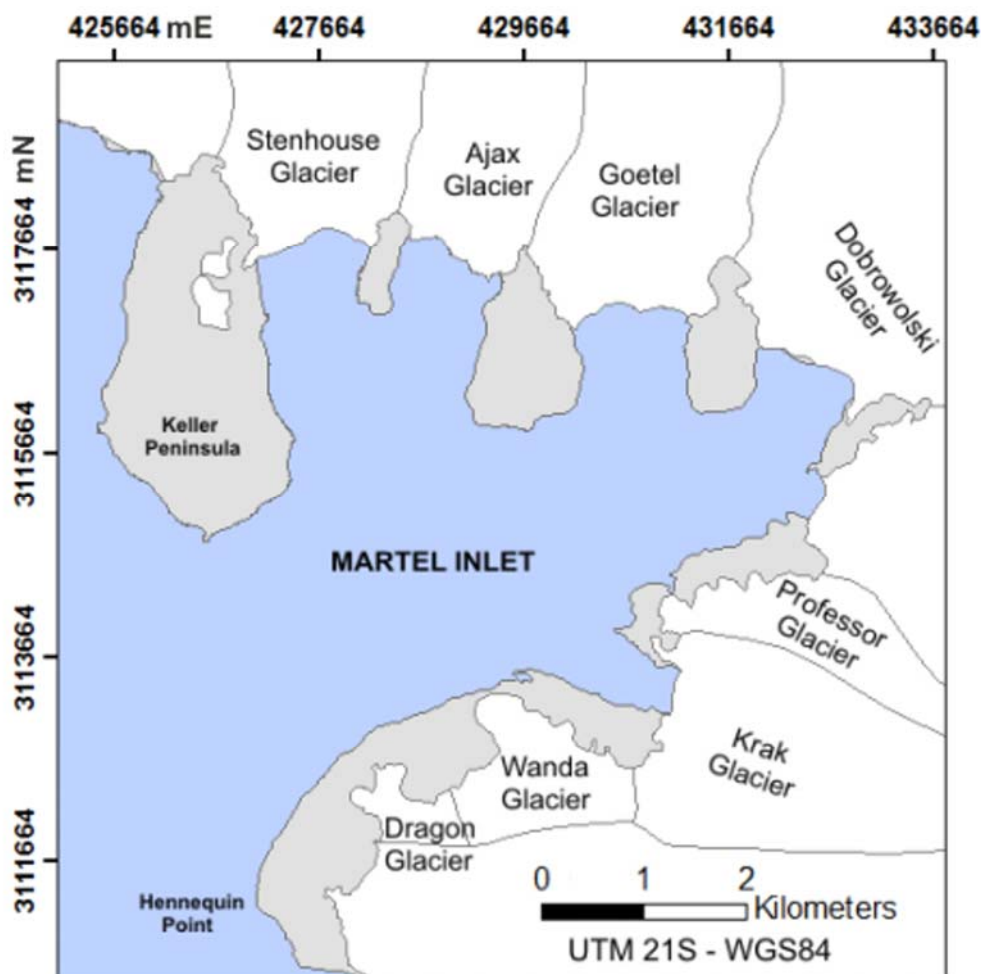 425664 mE 427664 429664 431664 433664
3117664 mN
3115664
3113664
3111664
Stenhouse
Glacier
Ajax
Glacier
Goetel
Glacier
Dobrowolski
Glacier
Keller
Peninsula
MARTEL INLET
Professor
Glacier
Krak
Glacier
Wanda
Glacier
Dragon
Glacier
Hennequin
Point
0 1 2
Kilometers
UTM 21S - WGS84